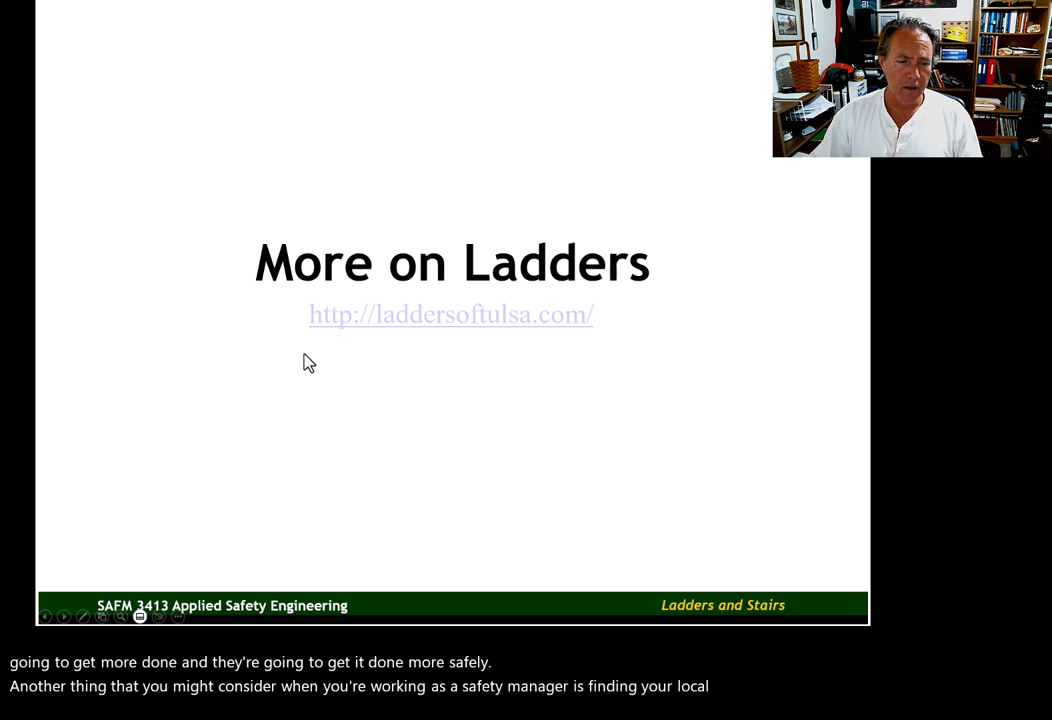 More on Ladders
http://laddersoftulsa.com/
SAFM 3413 Applied Safety Engineering
Ladders and Stairs
going to get more done and they're going to get it done more safely.
Another thing that you might consider when you're working as a safety manager is finding your local